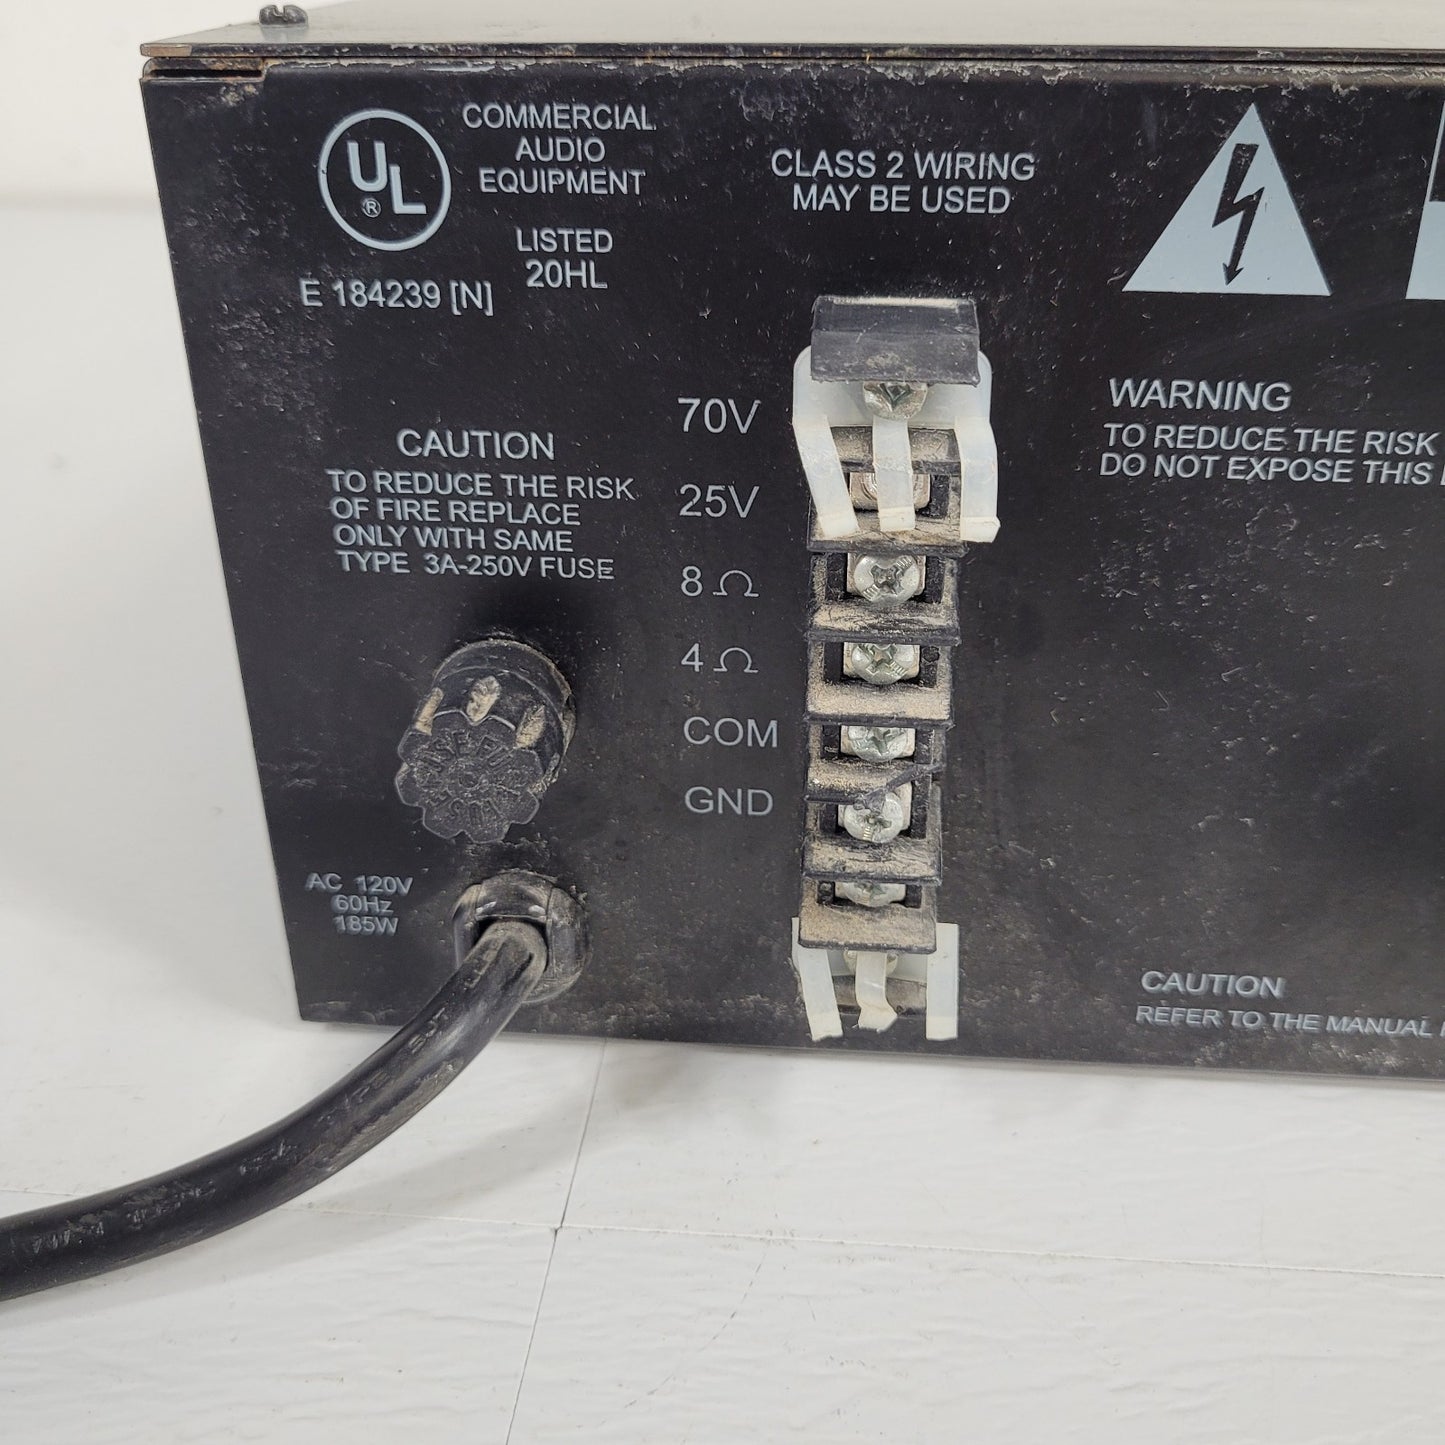 UL
®
COMMERCIAL
AUDIO
EQUIPMENT
LISTED
20HL
E 184239 [N]
CLASS 2 WIRING
MAY BE USED
CAUTION
TO REDUCE THE RISK
OF FIRE REPLACE
ONLY WITH SAME
TYPE 3A-250V FUSE
70V
25V
8Ω
4Ω
COM
GND
WARNING
TO REDUCE THE RISK
DO NOT EXPOSE THIS
AC 120V
60Hz
185W
CAUTION
REFER TO THE MANUAL